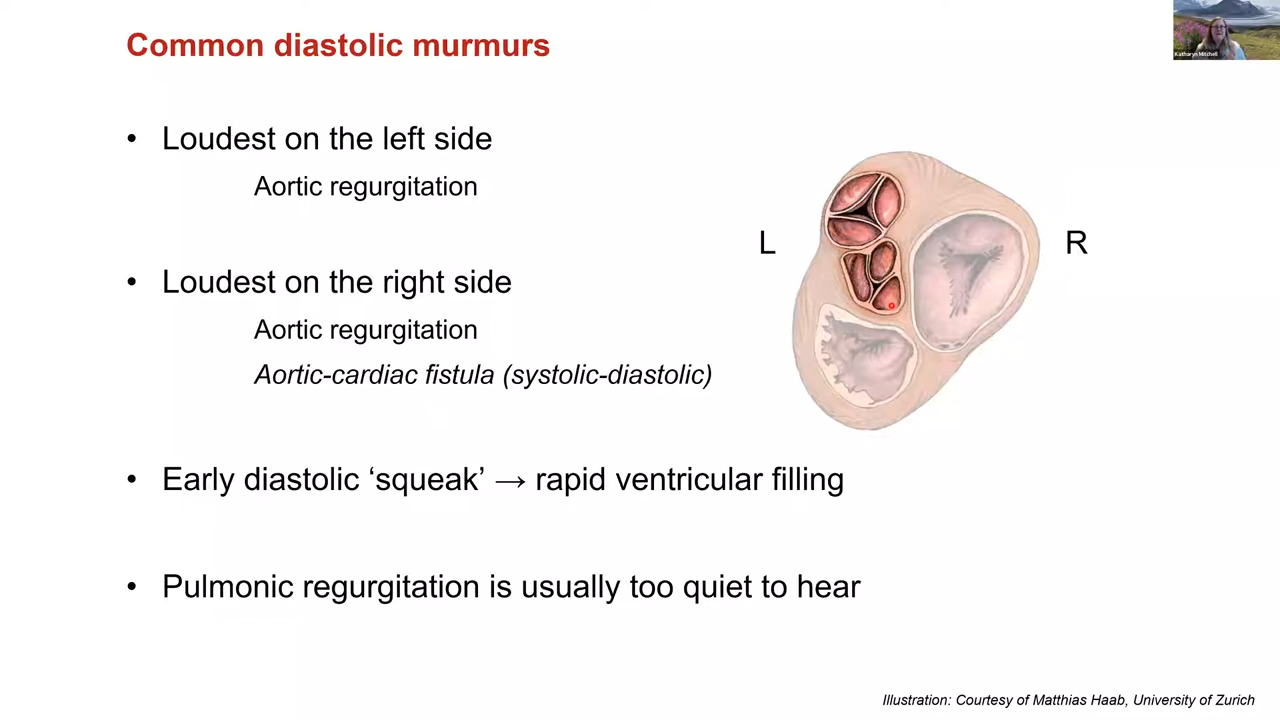 Common diastolic murmurs
Katharyn Mitchell
• Loudest on the left side
Aortic regurgitation
L
R
• Loudest on the right side
Aortic regurgitation
Aortic-cardiac fistula (systolic-diastolic)
• Early diastolic ‘squeak’ → rapid ventricular filling
• Pulmonic regurgitation is usually too quiet to hear
Illustration: Courtesy of Matthias Haab, University of Zurich